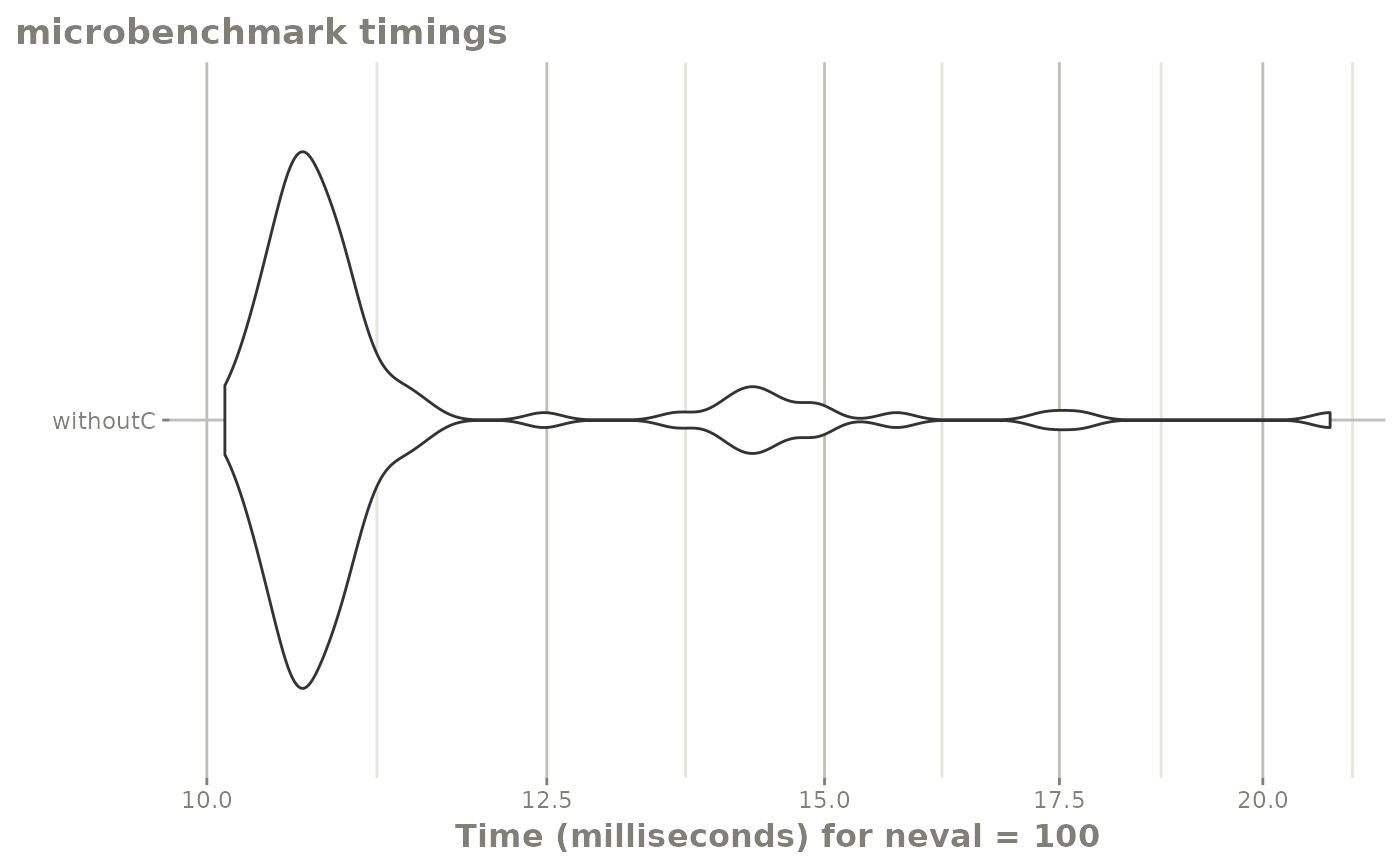 microbenchmark timings
withoutC
10.0 12.5 15.0 17.5 20.0
Time (milliseconds) for neval = 100